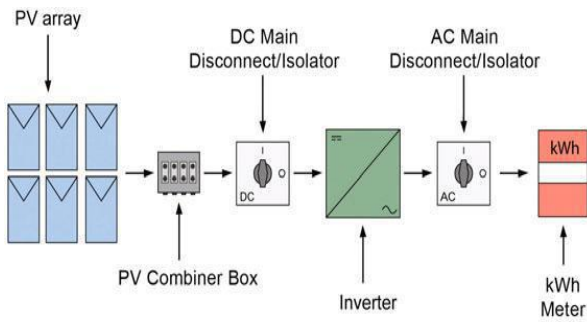 PV array
DC Main
Disconnect/Isolator
AC Main
Disconnect/Isolator
I
O
DC
I
O
AC
kWh
PV Combiner Box
Inverter
kWh
Meter